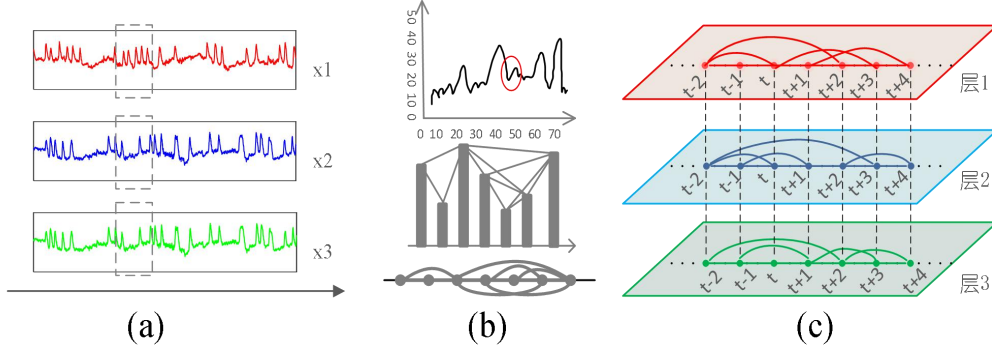 x1
x2
x3
(a)
50
40
30
20
10
0
0 10 20 30 40 50 60 70
(b)
t-2 t-1 t t+1 t+2 t+3 t+4
层1
t-2 t-1 t t+1 t+2 t+3 t+4
层2
t-2 t-1 t t+1 t+2 t+3 t+4
层3
(c)